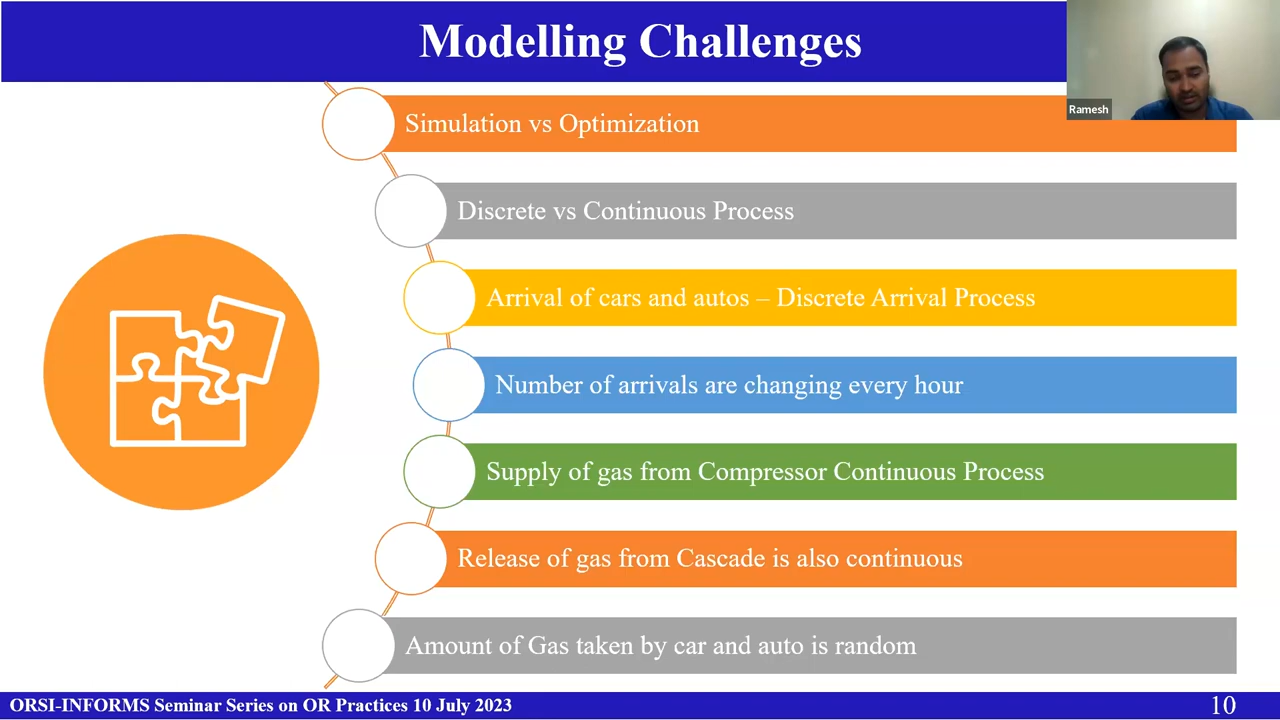 Modelling Challenges
Ramesh
Simulation vs Optimization
Discrete vs Continuous Process
Arrival of cars and autos – Discrete Arrival Process
Number of arrivals are changing every hour
Supply of gas from Compressor Continuous Process
Release of gas from Cascade is also continuous
Amount of Gas taken by car and auto is random
ORSI-INFORMS Seminar Series on OR Practices 10 July 2023
10